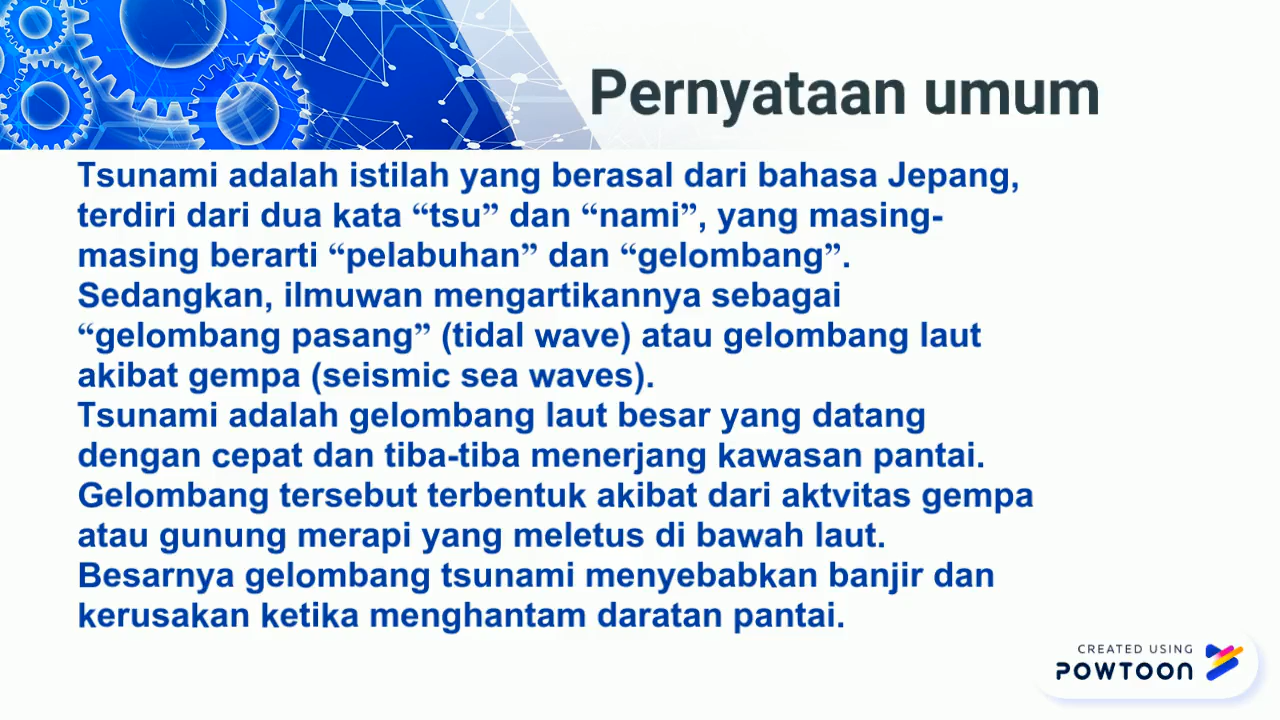 Pernyataan umum
Tsunami adalah istilah yang berasal dari bahasa Jepang,
terdiri dari dua kata “tsu” dan “nami”, yang masing-
masing berarti “pelabuhan” dan “gelombang”.
Sedangkan, ilmuwan mengartikannya sebagai
“gelombang pasang” (tidal wave) atau gelombang laut
akibat gempa (seismic sea waves).
Tsunami adalah gelombang laut besar yang datang
dengan cepat dan tiba-tiba menerjang kawasan pantai.
Gelombang tersebut terbentuk akibat dari aktvitas gempa
atau gunung merapi yang meletus di bawah laut.
Besarnya gelombang tsunami menyebabkan banjir dan
kerusakan ketika menghantam daratan pantai.
CREATED USING
POWTOON